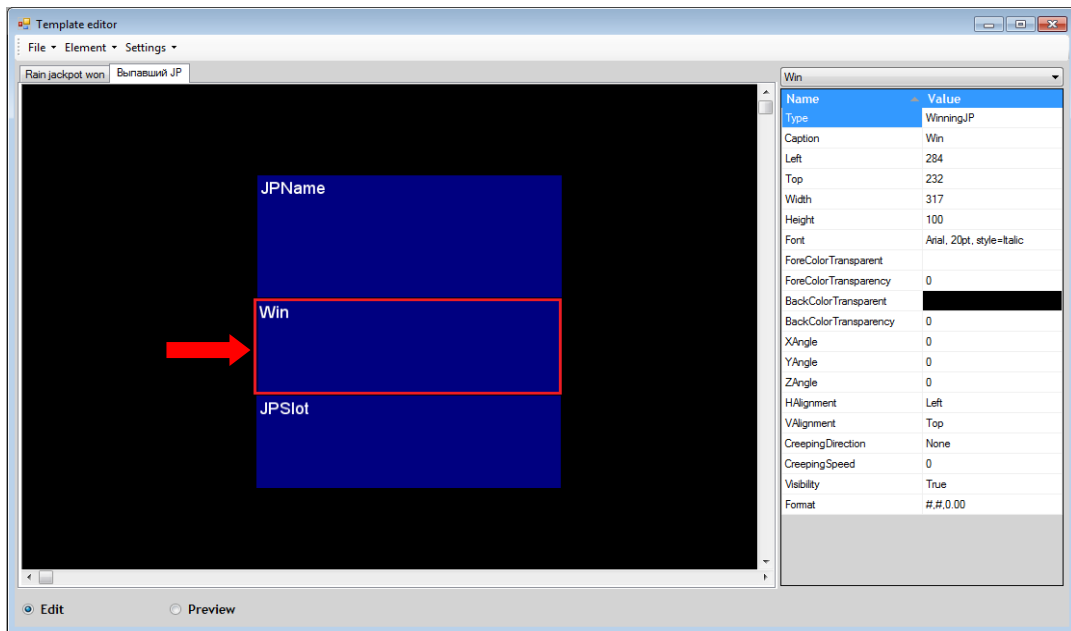 Template editor
File Element Settings
Rain jackpot won Выпавший JP
JPName
Win
JPSlot
Win
Name Value
Type WinningJP
Caption Win
Left 284
Top 232
Width 317
Height 100
Font Arial, 20pt, style=Italic
ForeColorTransparent
ForeColorTransparency 0
BackColorTransparent
BackColorTransparency 0
XAngle 0
YAngle 0
ZAngle 0
HAlignment Left
VAlignment Top
CreepingDirection None
CreepingSpeed 0
Visibility True
Format #,#,0.00
Edit Preview